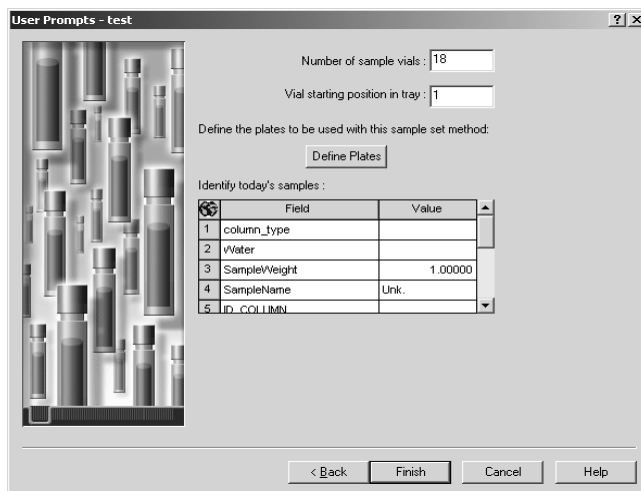 User Prompts - test
Number of sample vials : 18
Vial starting position in tray : 1
Define the plates to be used with this sample set method:
Define Plates
Identify today's samples :
Field Value
1 column_type
2 Water
3 SampleWeight 1.00000
4 SampleName Unk.
5 ID_COLUMN
< Back Finish Cancel Help